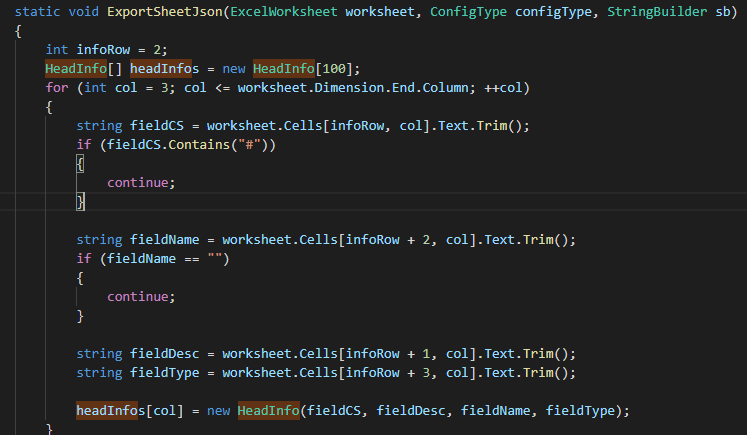 static void ExportSheetJson(ExcelWorksheet worksheet, ConfigType configType, StringBuilder sb)
{
int infoRow = 2;
HeadInfo[] headInfos = new HeadInfo[100];
for (int col = 3; col <= worksheet.Dimension.End.Column; ++col)
{
string fieldCS = worksheet.Cells[infoRow, col].Text.Trim();
if (fieldCS.Contains("#"))
{
continue;
}
string fieldName = worksheet.Cells[infoRow + 2, col].Text.Trim();
if (fieldName == "")
{
continue;
}
string fieldDesc = worksheet.Cells[infoRow + 1, col].Text.Trim();
string fieldType = worksheet.Cells[infoRow + 3, col].Text.Trim();
headInfos[col] = new HeadInfo(fieldCS, fieldDesc, fieldName, fieldType);
}